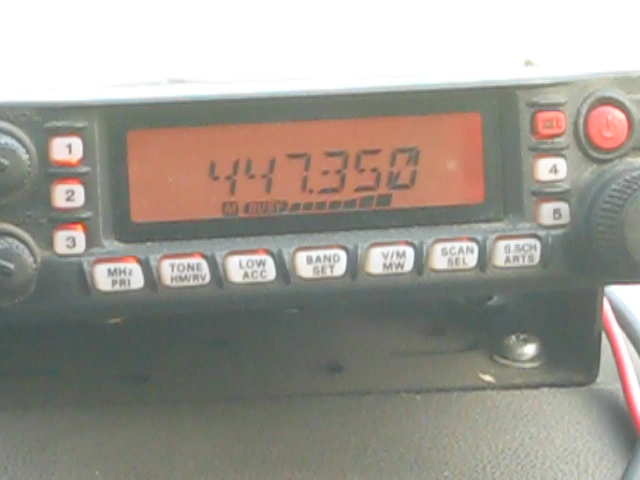 447.350
M BUSY
1
2
3
4
5
MHz
PRI
TONE
HM/RV
LOW
ACC
BAND
SET
V/M
MW
SCAN
SEL
S.SCH
ARTS